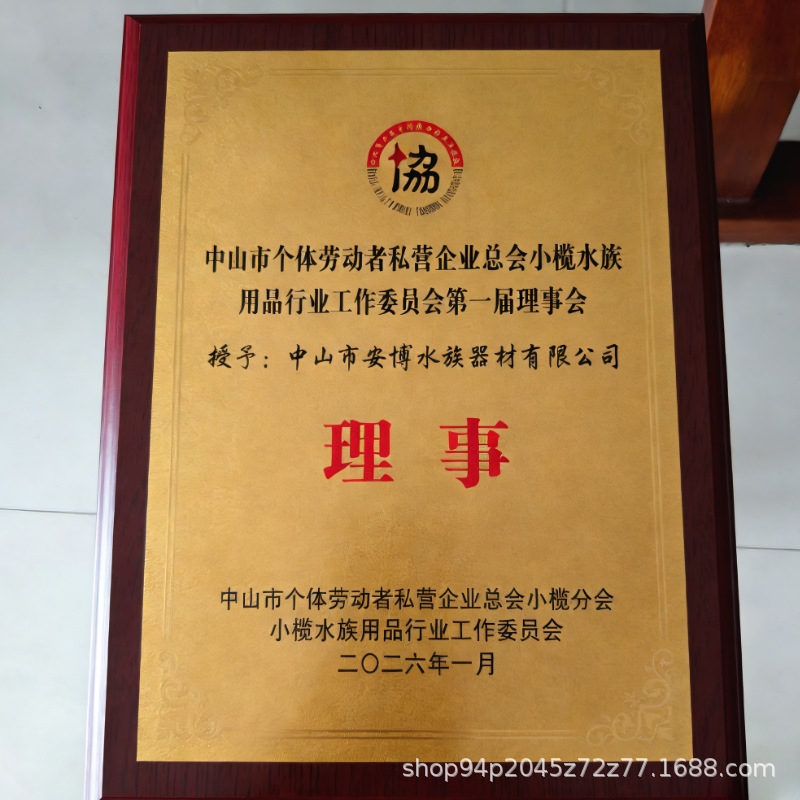 協
中山市个体劳动者私营企业总会小榄水族
用品行业工作委员会第一届理事会
授予：中山市安博水族器材有限公司
理事
中山市个体劳动者私营企业总会小榄分会
小榄水族用品行业工作委员会
二〇二六年一月
shop94p2045z72z77.1688.com